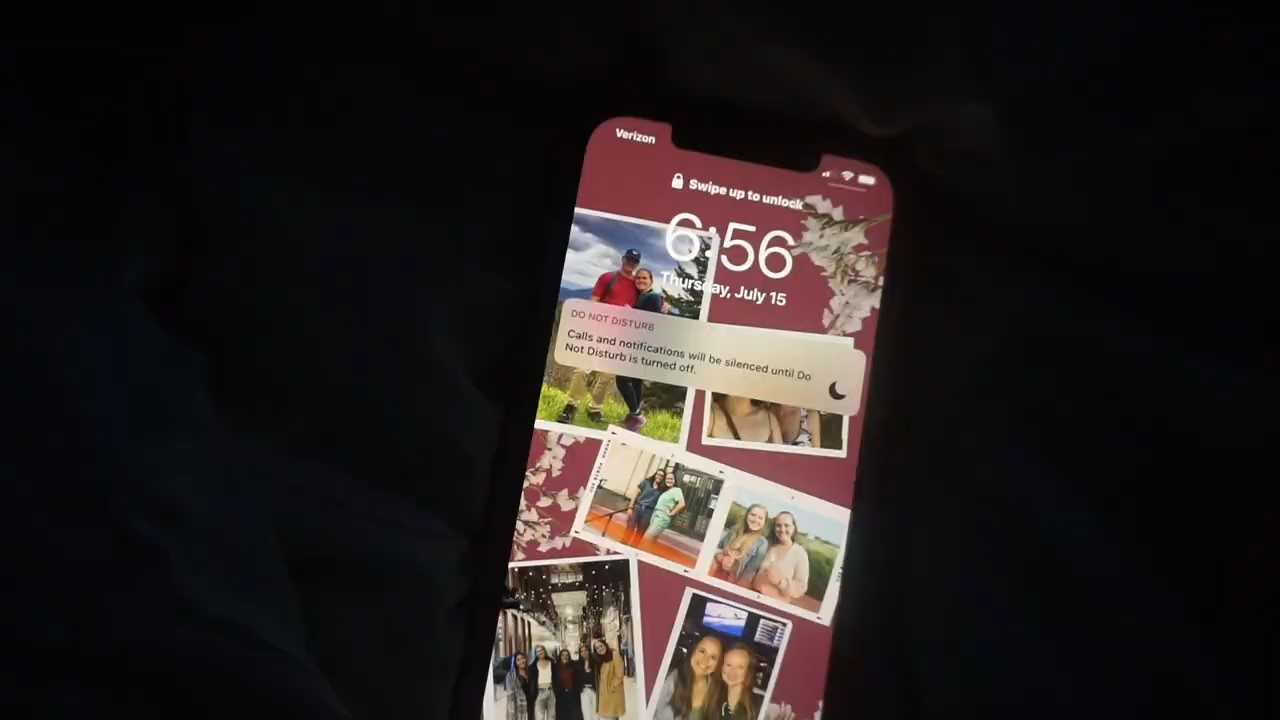 Verizon
Swipe up to unlock
6:56
Thursday, July 15
DO NOT DISTURB
Calls and notifications will be silenced until Do
Not Disturb is turned off.